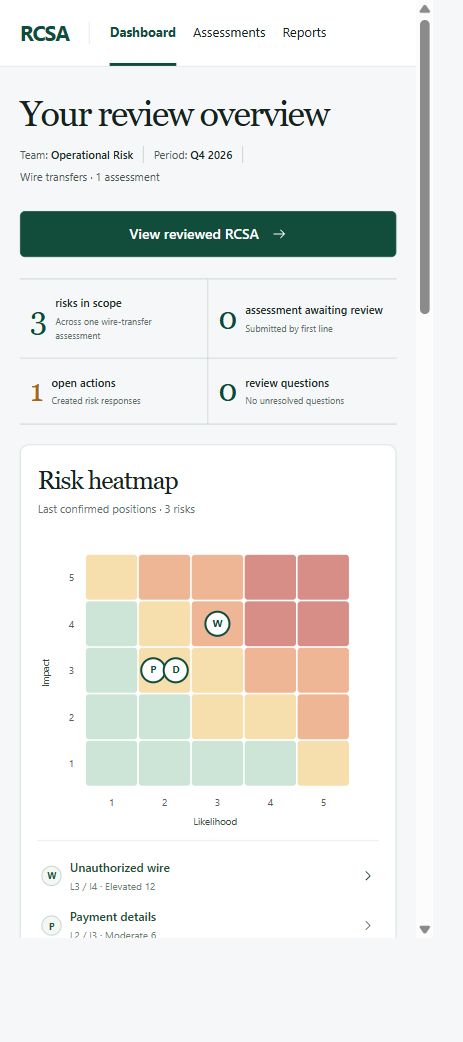 RCSA Dashboard Assessments Reports
Your review overview
Team: Operational Risk Period: Q4 2026
Wire transfers · 1 assessment
View reviewed RCSA →
3 risks in scope
Across one wire-transfer
assessment
0 assessment awaiting review
Submitted by first line
1 open actions
Created risk responses
0 review questions
No unresolved questions
Risk heatmap
Last confirmed positions · 3 risks
Impact
5
4 W
3 P D
2
1
1 2 3 4 5
Likelihood
W Unauthorized wire
L3 / I4 · Elevated 12
P Payment details
L2 / I3 · Moderate 6